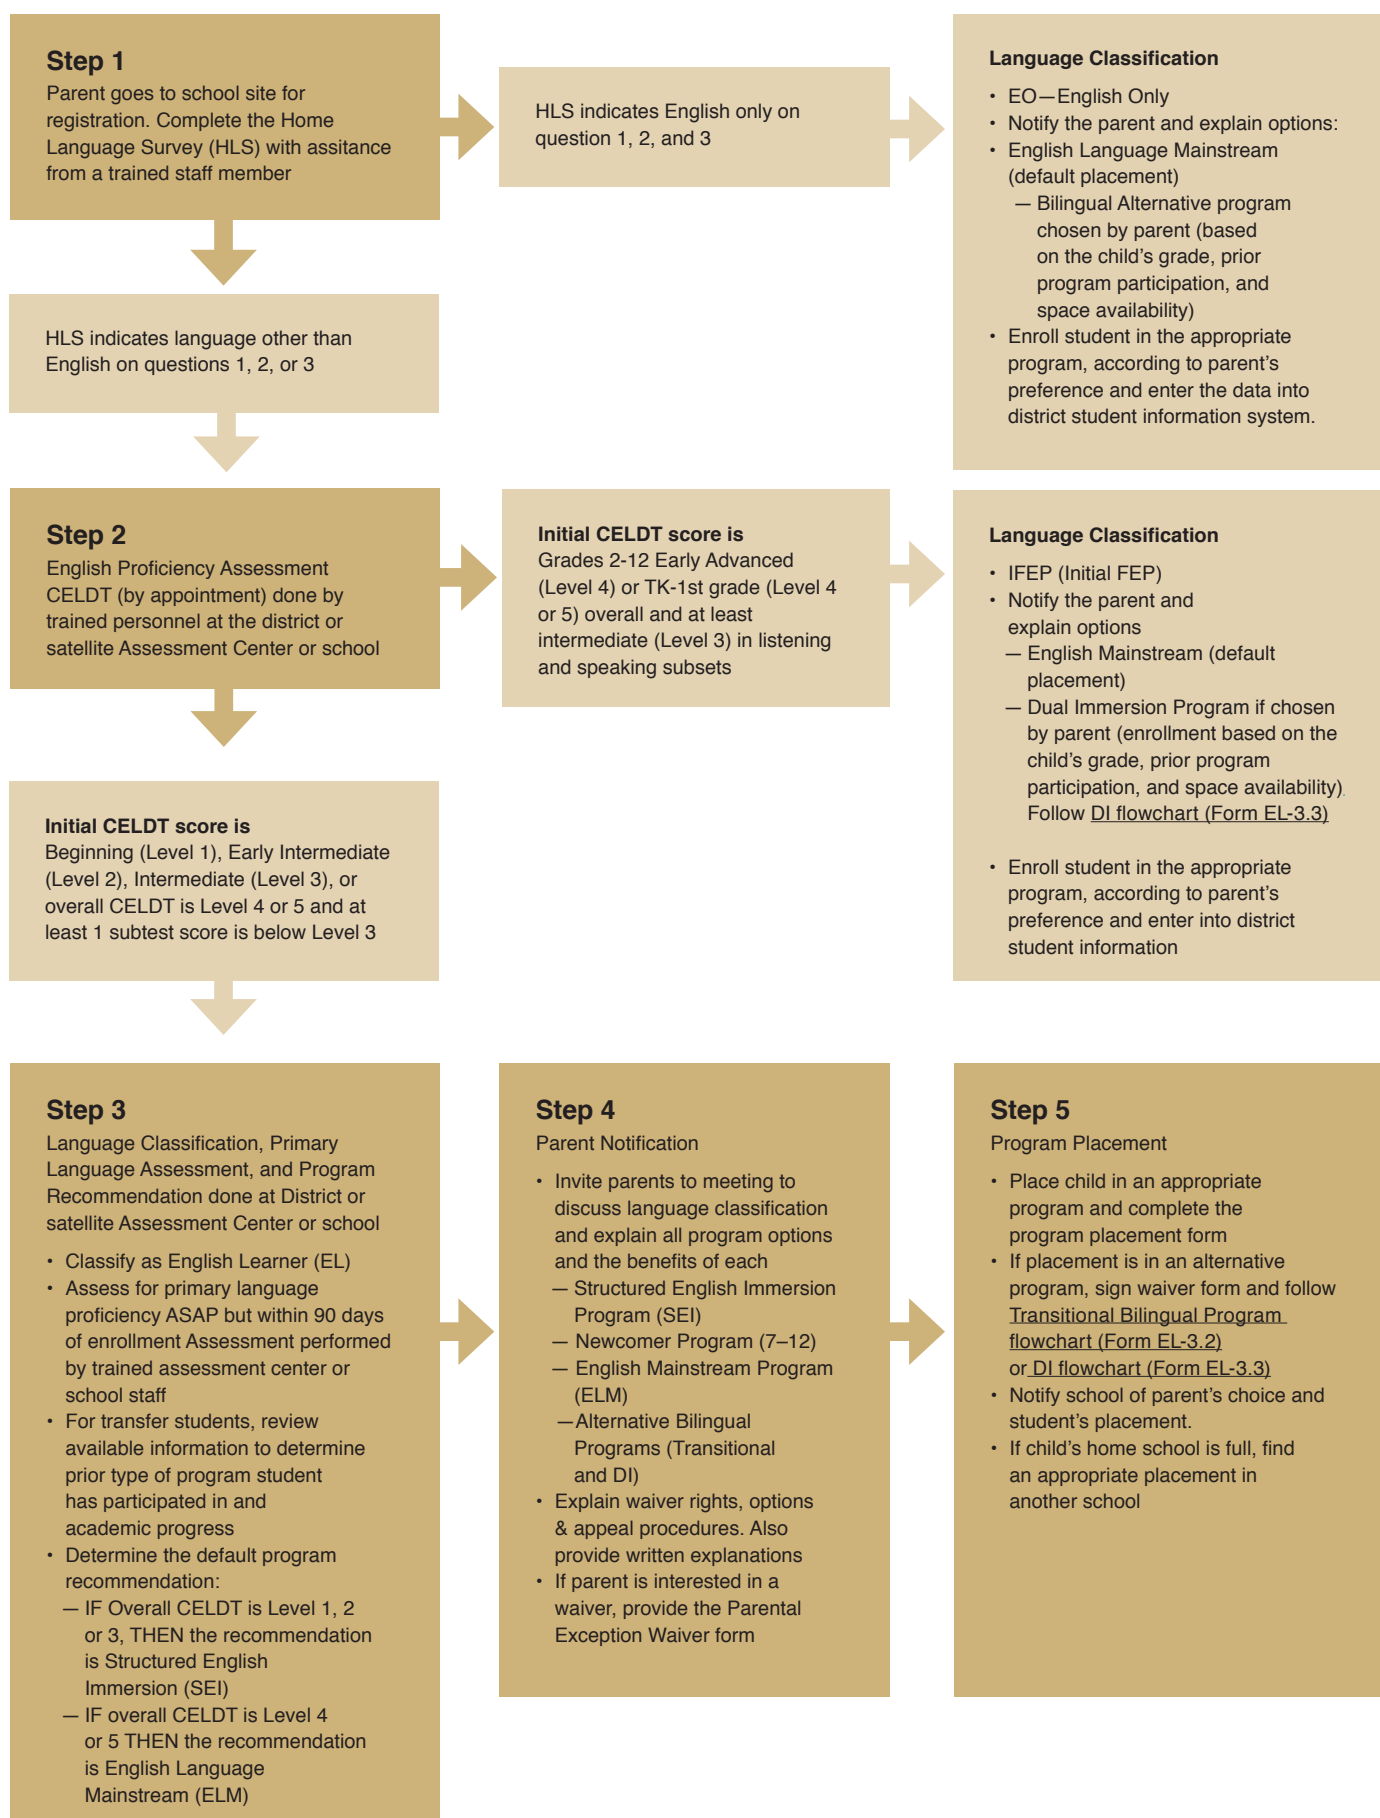 Step 1
Parent goes to school site for
registration. Complete the Home
Language Survey (HLS) with assitance
from a trained staff member
HLS indicates English only on
question 1, 2, and 3
Language Classification
• EO—English Only
• Notify the parent and explain options:
• English Language Mainstream
(default placement)
— Bilingual Alternative program
chosen by parent (based
on the child's grade, prior
program participation, and
space availability)
• Enroll student in the appropriate
program, according to parent's
preference and enter the data into
district student information system.
HLS indicates language other than
English on questions 1, 2, or 3
Step 2
English Proficiency Assessment
CELDT (by appointment) done by
trained personnel at the district or
satellite Assessment Center or school
Initial CELDT score is
Grades 2-12 Early Advanced
(Level 4) or TK-1st grade (Level 4
or 5) overall and at least
intermediate (Level 3) in listening
and speaking subsets
Language Classification
• IFEP (Initial FEP)
• Notify the parent and
explain options
— English Mainstream (default
placement)
— Dual Immersion Program if chosen
by parent (enrollment based on the
child's grade, prior program
participation, and space availability).
Follow DI flowchart (Form EL-3.3)
• Enroll student in the appropriate
program, according to parent's
preference and enter into district
student information
Initial CELDT score is
Beginning (Level 1), Early Intermediate
(Level 2), Intermediate (Level 3), or
overall CELDT is Level 4 or 5 and at
least 1 subtest score is below Level 3
Step 3
Language Classification, Primary
Language Assessment, and Program
Recommendation done at District or
satellite Assessment Center or school
• Classify as English Learner (EL)
• Assess for primary language
proficiency ASAP but within 90 days
of enrollment Assessment performed
by trained assessment center or
school staff
• For transfer students, review
available information to determine
prior type of program student
has participated in and
academic progress
• Determine the default program
recommendation:
— IF Overall CELDT is Level 1, 2
or 3, THEN the recommendation
is Structured English
Immersion (SEI)
— IF overall CELDT is Level 4
or 5 THEN the recommendation
is English Language
Mainstream (ELM)
Step 4
Parent Notification
• Invite parents to meeting to
discuss language classification
and explain all program options
and the benefits of each
— Structured English Immersion
Program (SEI)
— Newcomer Program (7–12)
— English Mainstream Program
(ELM)
—Alternative Bilingual
Programs (Transitional
and DI)
• Explain waiver rights, options
& appeal procedures. Also
provide written explanations
• If parent is interested in a
waiver, provide the Parental
Exception Waiver form
Step 5
Program Placement
• Place child in an appropriate
program and complete the
program placement form
• If placement is in an alternative
program, sign waiver form and follow
Transitional Bilingual Program
flowchart (Form EL-3.2)
or DI flowchart (Form EL-3.3)
• Notify school of parent's choice and
student's placement.
• If child's home school is full, find
an appropriate placement in
another school